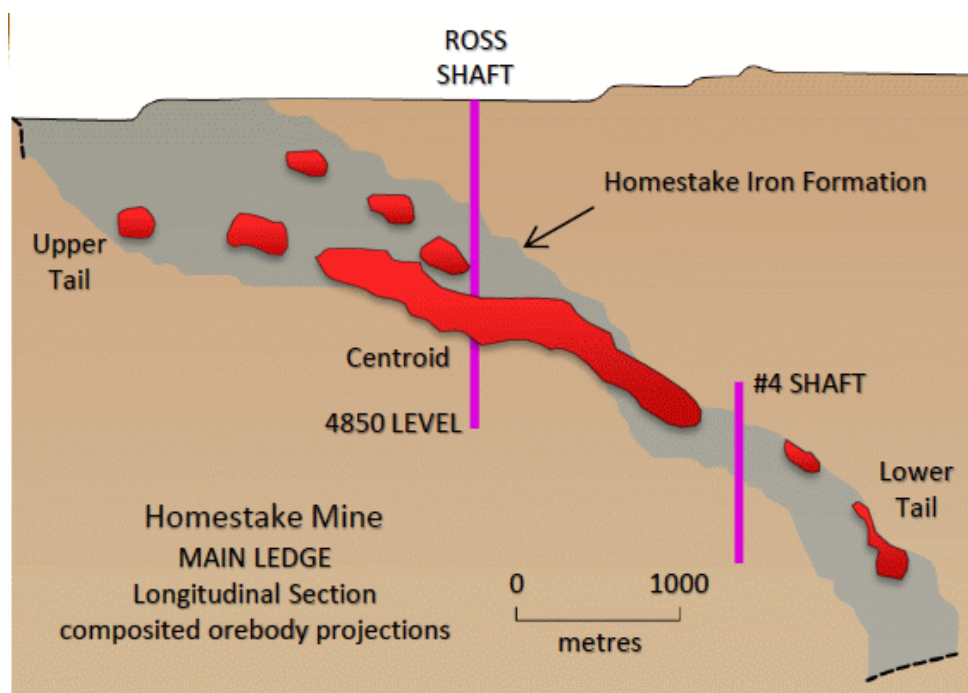 ROSS
SHAFT
Homestake Iron Formation
Upper
Tail
Centroid
#4 SHAFT
4850 LEVEL
Lower
Tail
Homestake Mine
MAIN LEDGE
Longitudinal Section
composited orebody projections
0 1000
metres